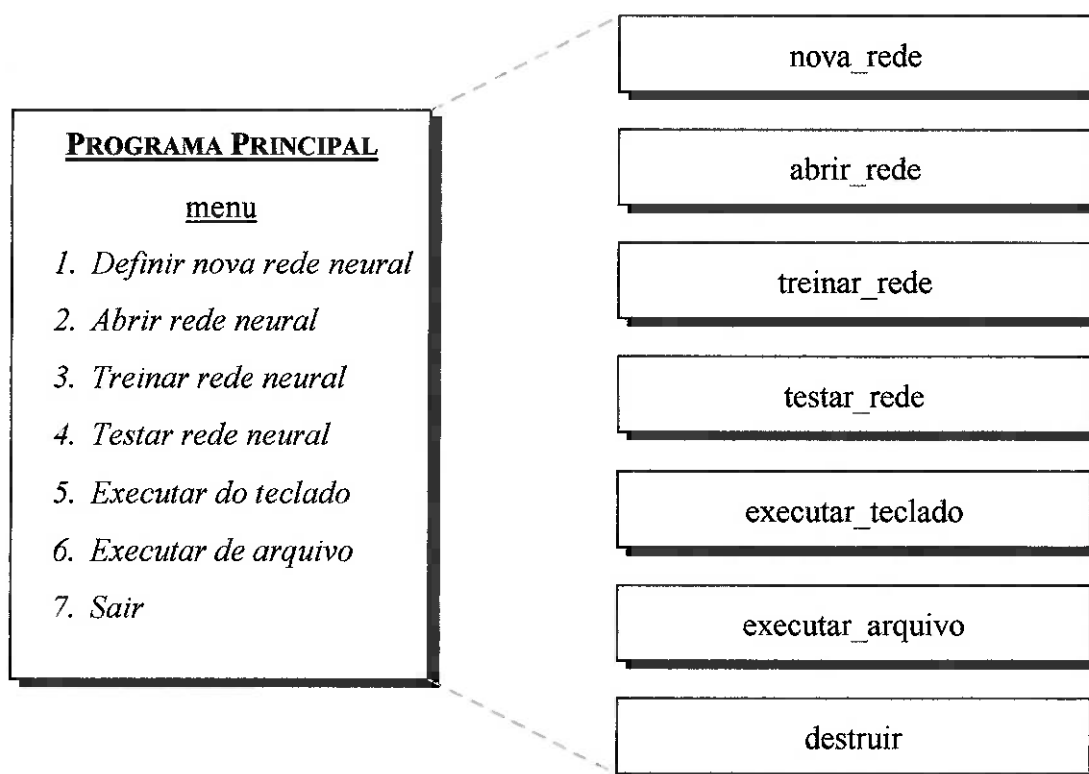 PROGRAMA PRINCIPAL
menu
1. Definir nova rede neural
2. Abrir rede neural
3. Treinar rede neural
4. Testar rede neural
5. Executar do teclado
6. Executar de arquivo
7. Sair
nova_rede
abrir_rede
treinar_rede
testar_rede
executar_teclado
executar_arquivo
destruir